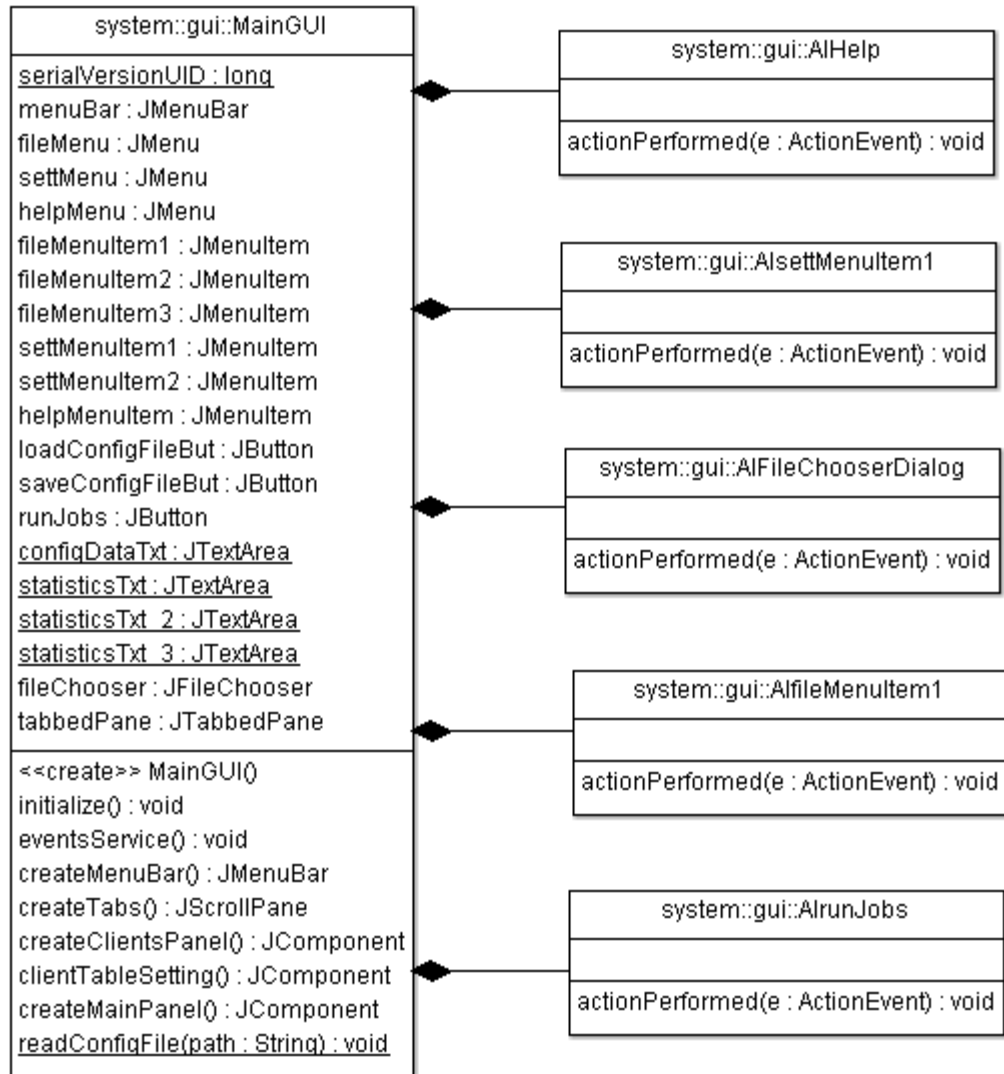 system::gui::MainGUI
serialVersionUID : long
menuBar : JMenuBar
fileMenu : JMenu
settMenu : JMenu
helpMenu : JMenu
fileMenuItem1 : JMenuItem
fileMenuItem2 : JMenuItem
fileMenuItem3 : JMenuItem
settMenuItem1 : JMenuItem
settMenuItem2 : JMenuItem
helpMenuItem : JMenuItem
loadConfigFileBut : JButton
saveConfigFileBut : JButton
runJobs : JButton
configDataTxt : JTextArea
statisticsTxt : JTextArea
statisticsTxt_2 : JTextArea
statisticsTxt_3 : JTextArea
fileChooser : JFileChooser
tabbedPane : JTabbedPane
<<create>> MainGUI()
initialize() : void
eventsService() : void
createMenuBar() : JMenuBar
createTabs() : JScrollPane
createClientsPanel() : JComponent
clientTableSetting() : JComponent
createMainPanel() : JComponent
readConfigFile(path : String) : void
system::gui::AlHelp
actionPerformed(e : ActionEvent) : void
system::gui::AlsettMenuItem1
actionPerformed(e : ActionEvent) : void
system::gui::AlFileChooserDialog
actionPerformed(e : ActionEvent) : void
system::gui::AlfileMenuItem1
actionPerformed(e : ActionEvent) : void
system::gui::AlrunJobs
actionPerformed(e : ActionEvent) : void